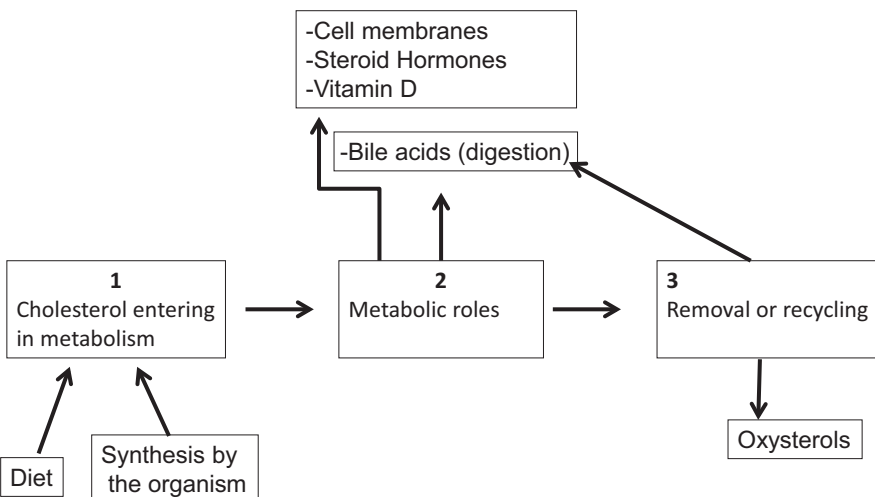 -Cell membranes
-Steroid Hormones
-Vitamin D
-Bile acids (digestion)
1
Cholesterol entering
in metabolism
2
Metabolic roles
3
Removal or recycling
Diet
Synthesis by
the organism
Oxysterols